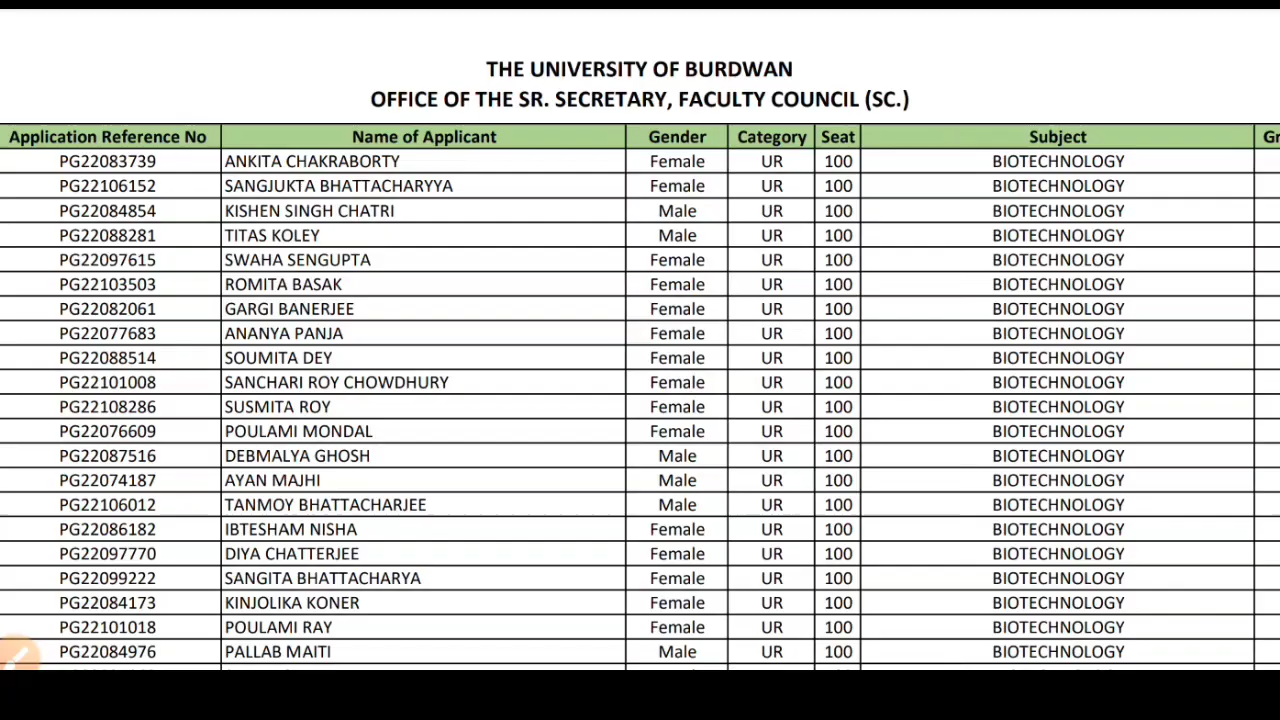 THE UNIVERSITY OF BURDWAN
OFFICE OF THE SR. SECRETARY, FACULTY COUNCIL (SC.)
Application Reference No Name of Applicant Gender Category Seat Subject
PG22083739 ANKITA CHAKRABORTY Female UR 100 BIOTECHNOLOGY
PG22106152 SANGJUKTA BHATTACHARYYA Female UR 100 BIOTECHNOLOGY
PG22084854 KISHEN SINGH CHATRI Male UR 100 BIOTECHNOLOGY
PG22088281 TITAS KOLEY Male UR 100 BIOTECHNOLOGY
PG22097615 SWAHA SENGUPTA Female UR 100 BIOTECHNOLOGY
PG22103503 ROMITA BASAK Female UR 100 BIOTECHNOLOGY
PG22082061 GARGI BANERJEE Female UR 100 BIOTECHNOLOGY
PG22077683 ANANYA PANJA Female UR 100 BIOTECHNOLOGY
PG22088514 SOUMITA DEY Female UR 100 BIOTECHNOLOGY
PG22101008 SANCHARI ROY CHOWDHURY Female UR 100 BIOTECHNOLOGY
PG22108286 SUSMITA ROY Female UR 100 BIOTECHNOLOGY
PG22076609 POULAMI MONDAL Female UR 100 BIOTECHNOLOGY
PG22087516 DEBMALYA GHOSH Male UR 100 BIOTECHNOLOGY
PG22074187 AYAN MAJHI Male UR 100 BIOTECHNOLOGY
PG22106012 TANMOY BHATTACHARJEE Male UR 100 BIOTECHNOLOGY
PG22086182 IBTESHAM NISHA Female UR 100 BIOTECHNOLOGY
PG22097770 DIYA CHATTERJEE Female UR 100 BIOTECHNOLOGY
PG22099222 SANGITA BHATTACHARYA Female UR 100 BIOTECHNOLOGY
PG22084173 KINJOLIKA KONER Female UR 100 BIOTECHNOLOGY
PG22101018 POULAMI RAY Female UR 100 BIOTECHNOLOGY
PG22084976 PALLAB MAITI Male UR 100 BIOTECHNOLOGY